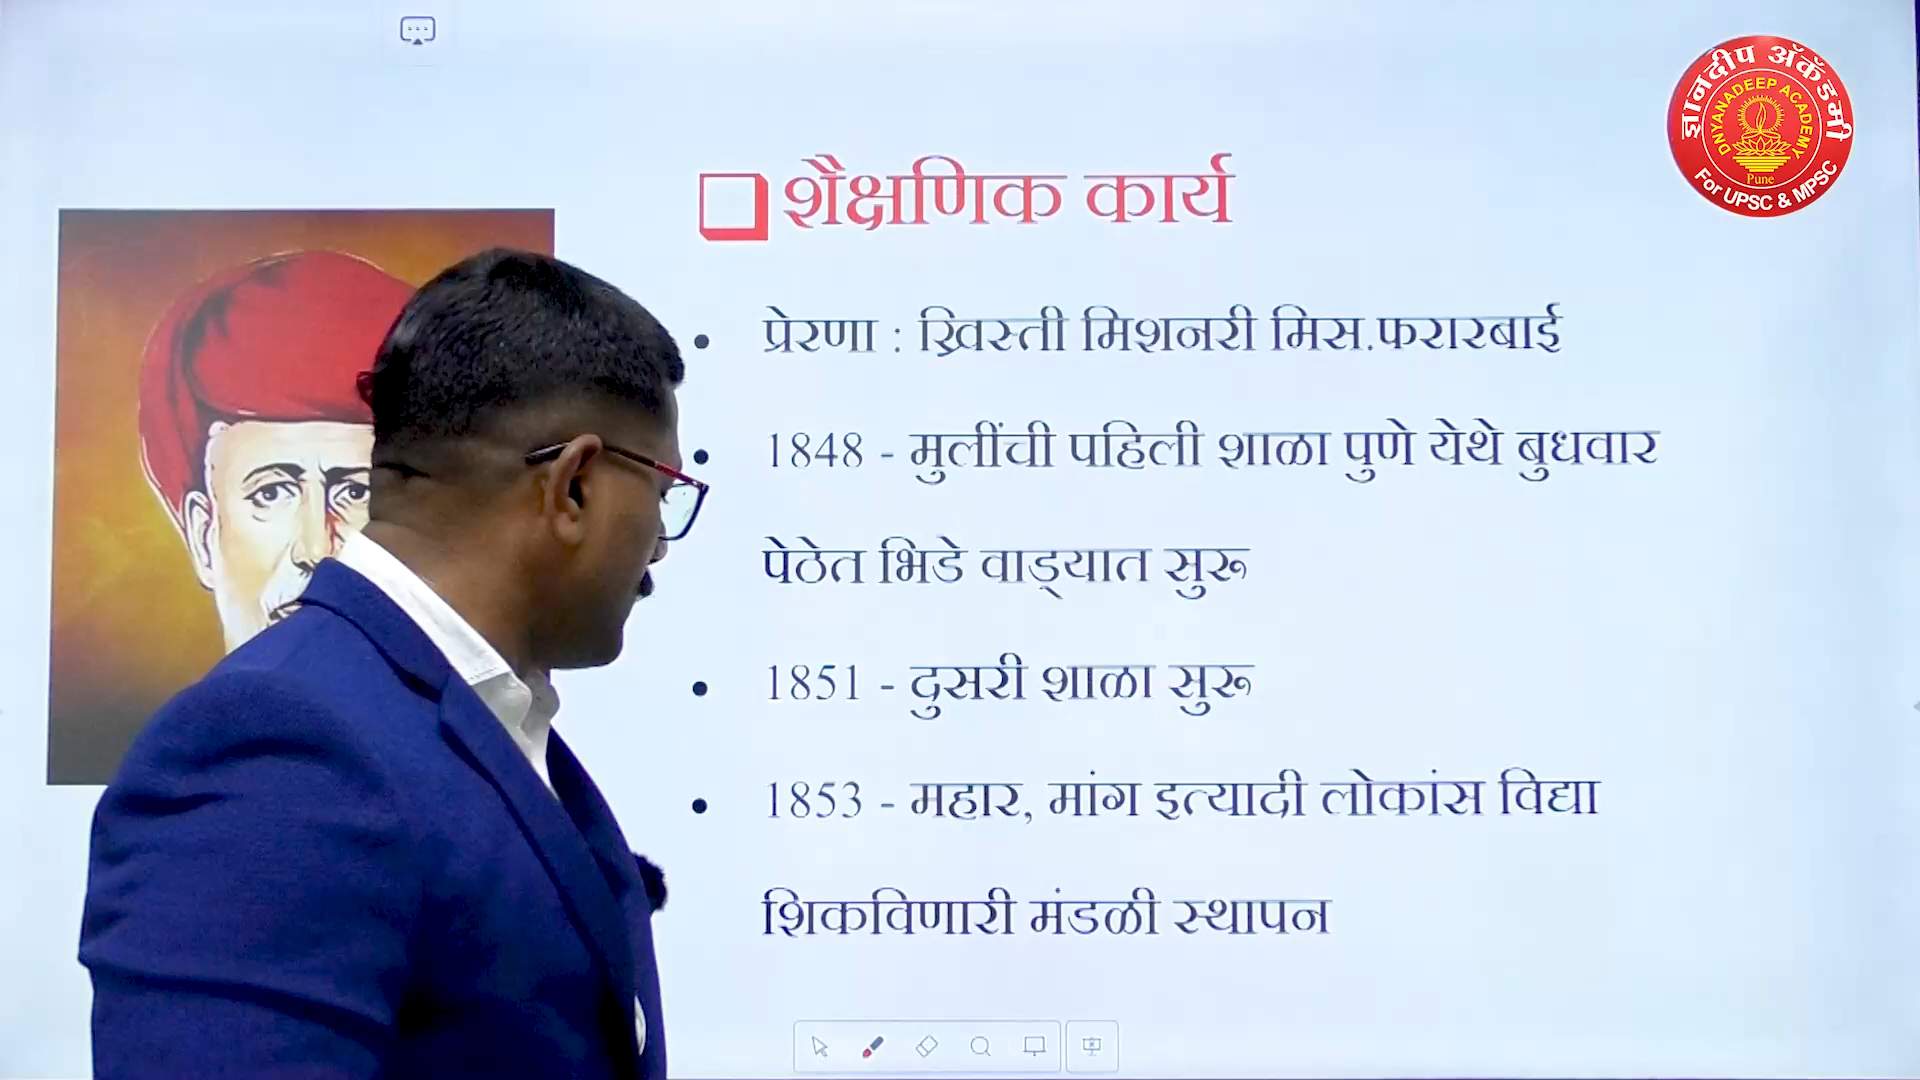 ज्ञानदीप अ‍ॅकॅडमी
DNYANADEEP ACADEMY
Pune
For UPSC & MPSC
शैक्षणिक कार्य
• प्रेरणा : ख्रिस्ती मिशनरी मिस.फरारबाई
• 1848 - मुलींची पहिली शाळा पुणे येथे बुधवार
पेठेत भिडे वाड्यात सुरू
• 1851 - दुसरी शाळा सुरू
• 1853 - महार, मांग इत्यादी लोकांस विद्या
शिकविणारी मंडळी स्थापन